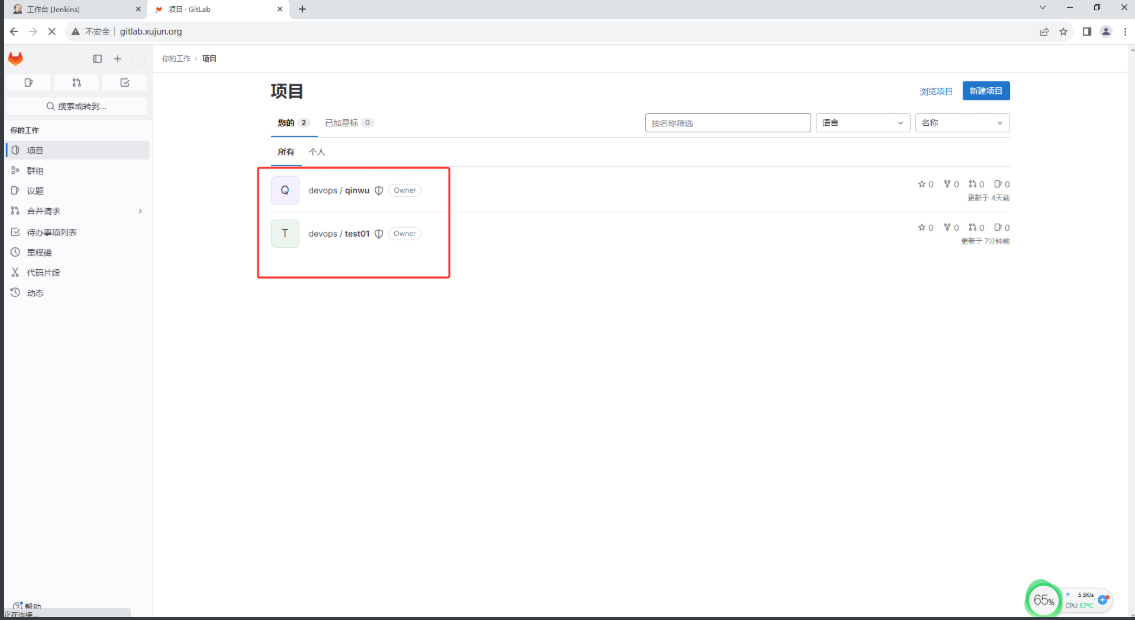 工作台 [Jenkins]
项目 · GitLab
不安全 | gitlab.xujun.org
搜索或转到...
你的工作
项目
群组
议题
合并请求
待办事项列表
里程碑
代码片段
动态
帮助
正在连接...
你的工作 › 项目
项目
浏览项目 新建项目
您的 2 已加星标 0
按名称筛选 语言 名称
所有 个人
Q devops / qinwu Owner 0 0 0 0
更新于 4天前
T devops / test01 Owner 0 0 0 0
更新于 7分钟前
65% 5.5K/s
CPU 57℃